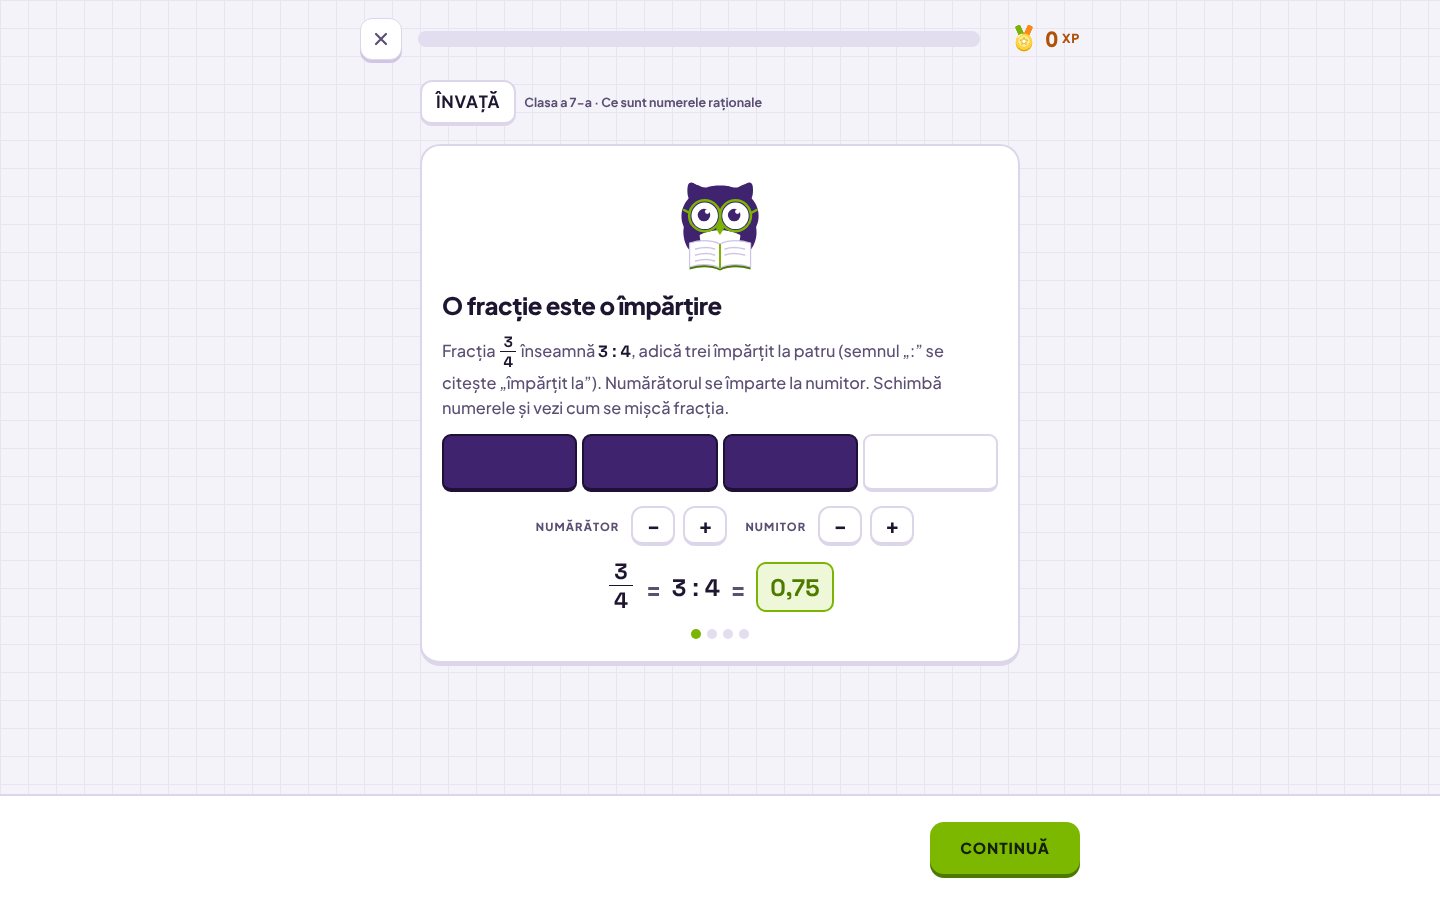 0 XP
ÎNVAȚĂ
Clasa a 7-a · Ce sunt numerele raționale
O fracție este o împărțire
Fracția 3/4 înseamnă 3 : 4, adică trei împărțit la patru (semnul „:” se
citește „împărțit la”). Numărătorul se împarte la numitor. Schimbă
numerele și vezi cum se mișcă fracția.
NUMĂRĂTOR − + NUMITOR − +
3/4 = 3 : 4 = 0,75
CONTINUĂ